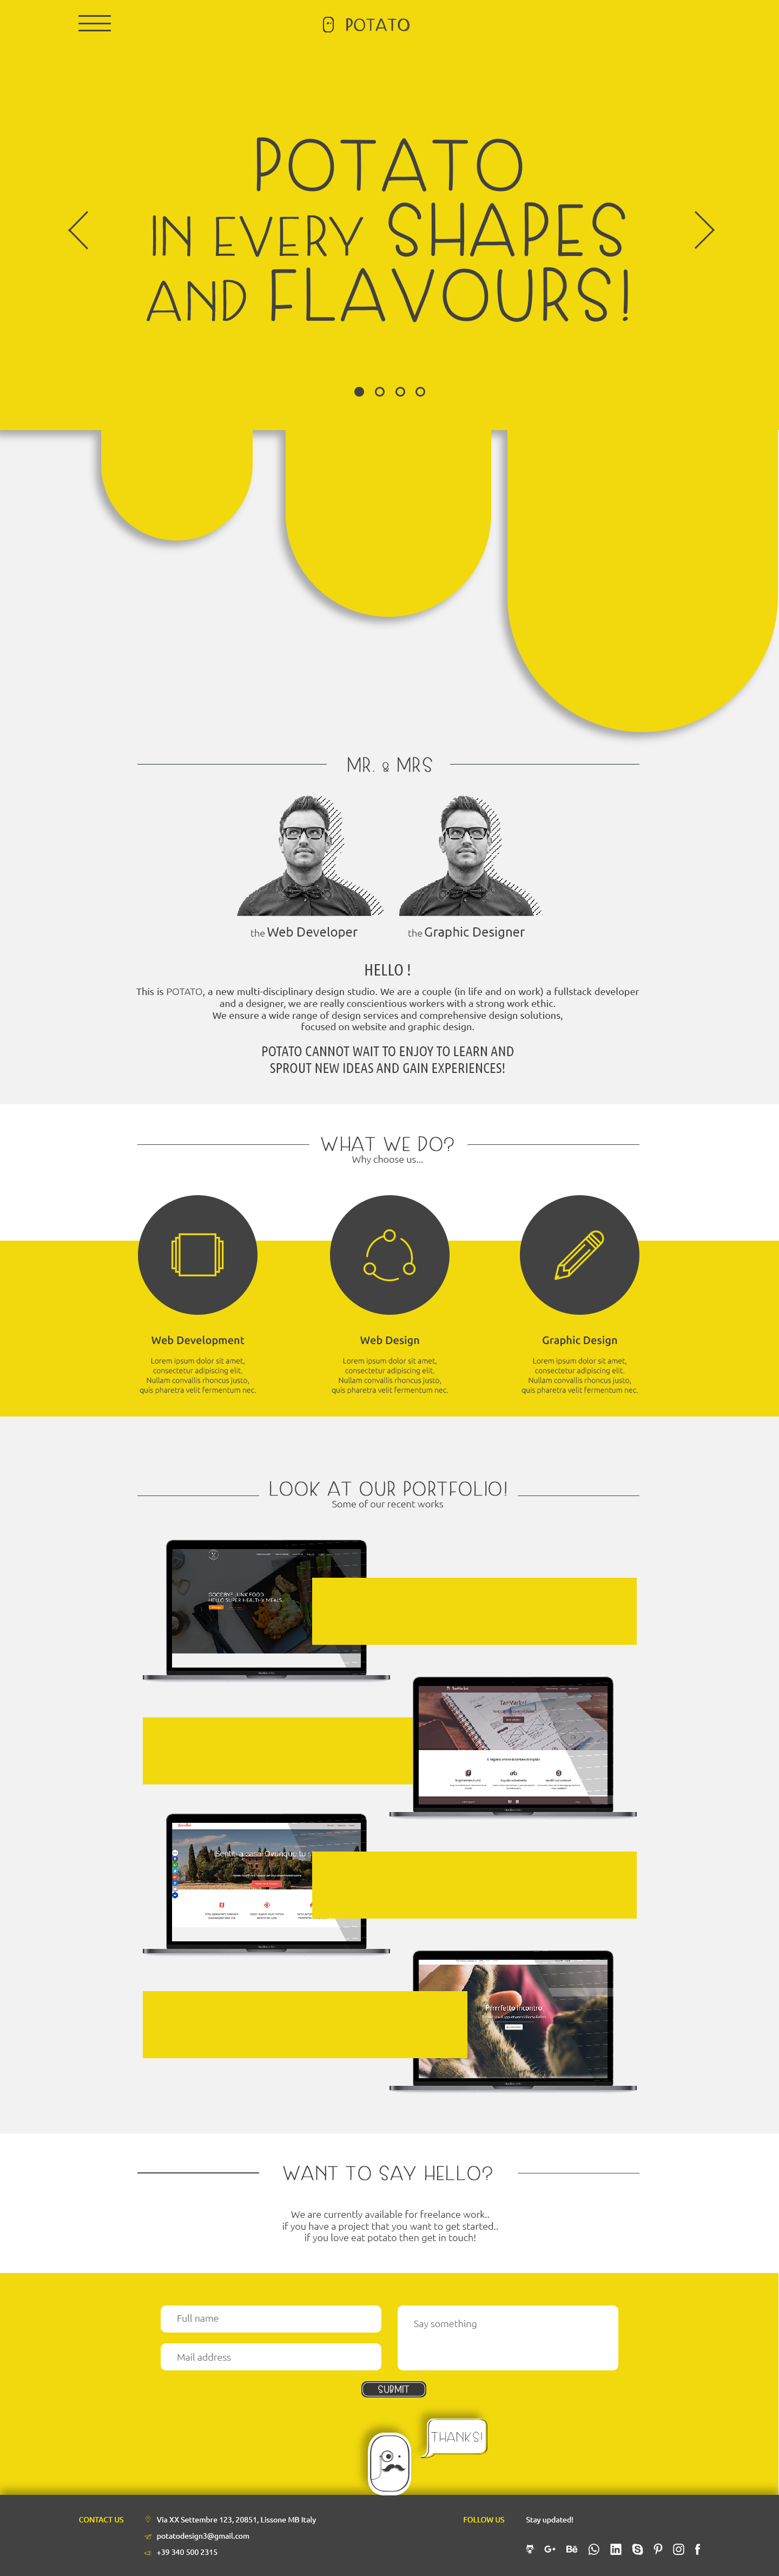 POTATO
POTATO
IN EVERY SHAPES
AND FLAVOURS!
MR. & MRS
the Web Developer
the Graphic Designer
HELLO !
This is POTATO, a new multi-disciplinary design studio. We are a couple (in life and on work) a fullstack developer
and a designer, we are really conscientious workers with a strong work ethic.
We ensure a wide range of design services and comprehensive design solutions,
focused on website and graphic design.
POTATO CANNOT WAIT TO ENJOY TO LEARN AND
SPROUT NEW IDEAS AND GAIN EXPERIENCES!
WHAT WE DO?
Why choose us...
Web Development
Lorem ipsum dolor sit amet,
consectetur adipiscing elit.
Nullam convallis rhoncus justo,
quis pharetra velit fermentum nec.
Web Design
Lorem ipsum dolor sit amet,
consectetur adipiscing elit.
Nullam convallis rhoncus justo,
quis pharetra velit fermentum nec.
Graphic Design
Lorem ipsum dolor sit amet,
consectetur adipiscing elit.
Nullam convallis rhoncus justo,
quis pharetra velit fermentum nec.
LOOK AT OUR PORTFOLIO!
Some of our recent works
GOODBYE JUNK FOOD
HELLO SUPER HEALTHY MEALS
Sentiti a casa! Ovunque tu
Prrrrfetto Incontro
WANT TO SAY HELLO?
We are currently available for freelance work..
if you have a project that you want to get started..
if you love eat potato then get in touch!
Full name
Mail address
Say something
SUBMIT
THANKS!
CONTACT US
Via XX Settembre 123, 20851, Lissone MB Italy
potatodesign3@gmail.com
+39 340 500 2315
FOLLOW US
Stay updated!